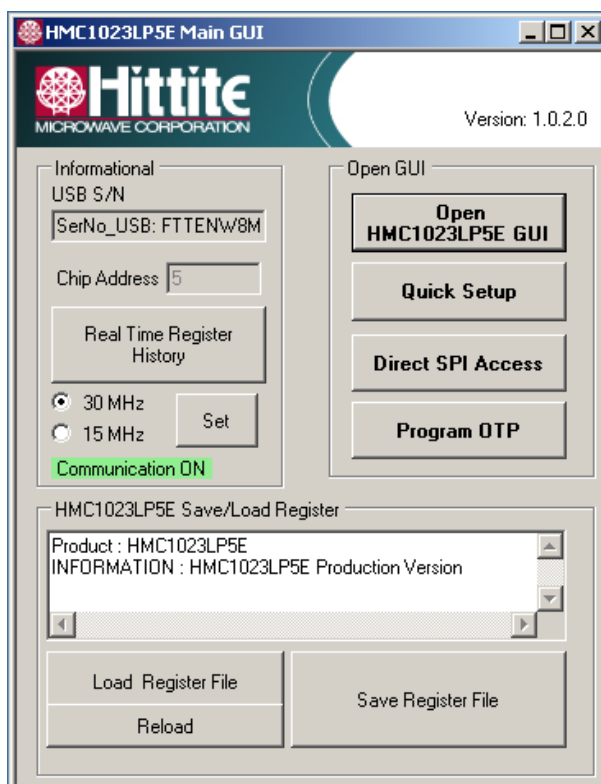 HMC1023LP5E Main GUI
Hittite
MICROWAVE CORPORATION
Version: 1.0.2.0
Informational
USB S/N
SerNo_USB: FTTENW8M
Chip Address 5
Real Time Register
History
30 MHz
15 MHz
Set
Communication ON
Open GUI
Open
HMC1023LP5E GUI
Quick Setup
Direct SPI Access
Program OTP
HMC1023LP5E Save/Load Register
Product : HMC1023LP5E
INFORMATION : HMC1023LP5E Production Version
Load Register File
Reload
Save Register File